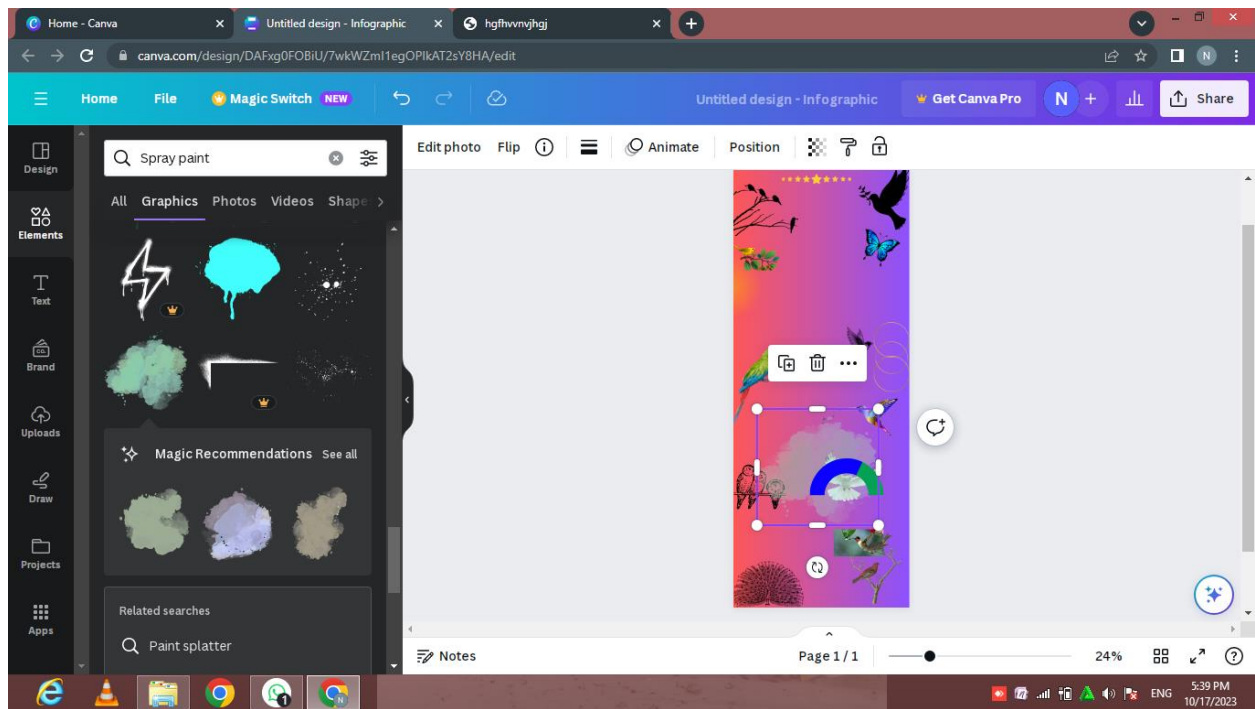 Home - Canva
Untitled design - Infographic
hgfhvvnvjhgj
canva.com/design/DAFxg0FOBiU/7wkWZmI1egOPlkAT2sY8HA/edit
N
Home
File
Magic Switch
NEW
Untitled design - Infographic
Get Canva Pro
N
Share
Design
Elements
Text
Brand
Uploads
Draw
Projects
Apps
Spray paint
All Graphics Photos Videos Shape
Magic Recommendations
See all
Related searches
Paint splatter
Edit photo
Flip
Animate
Position
Notes
Page 1 / 1
24%
ENG
5:39 PM
10/17/2023